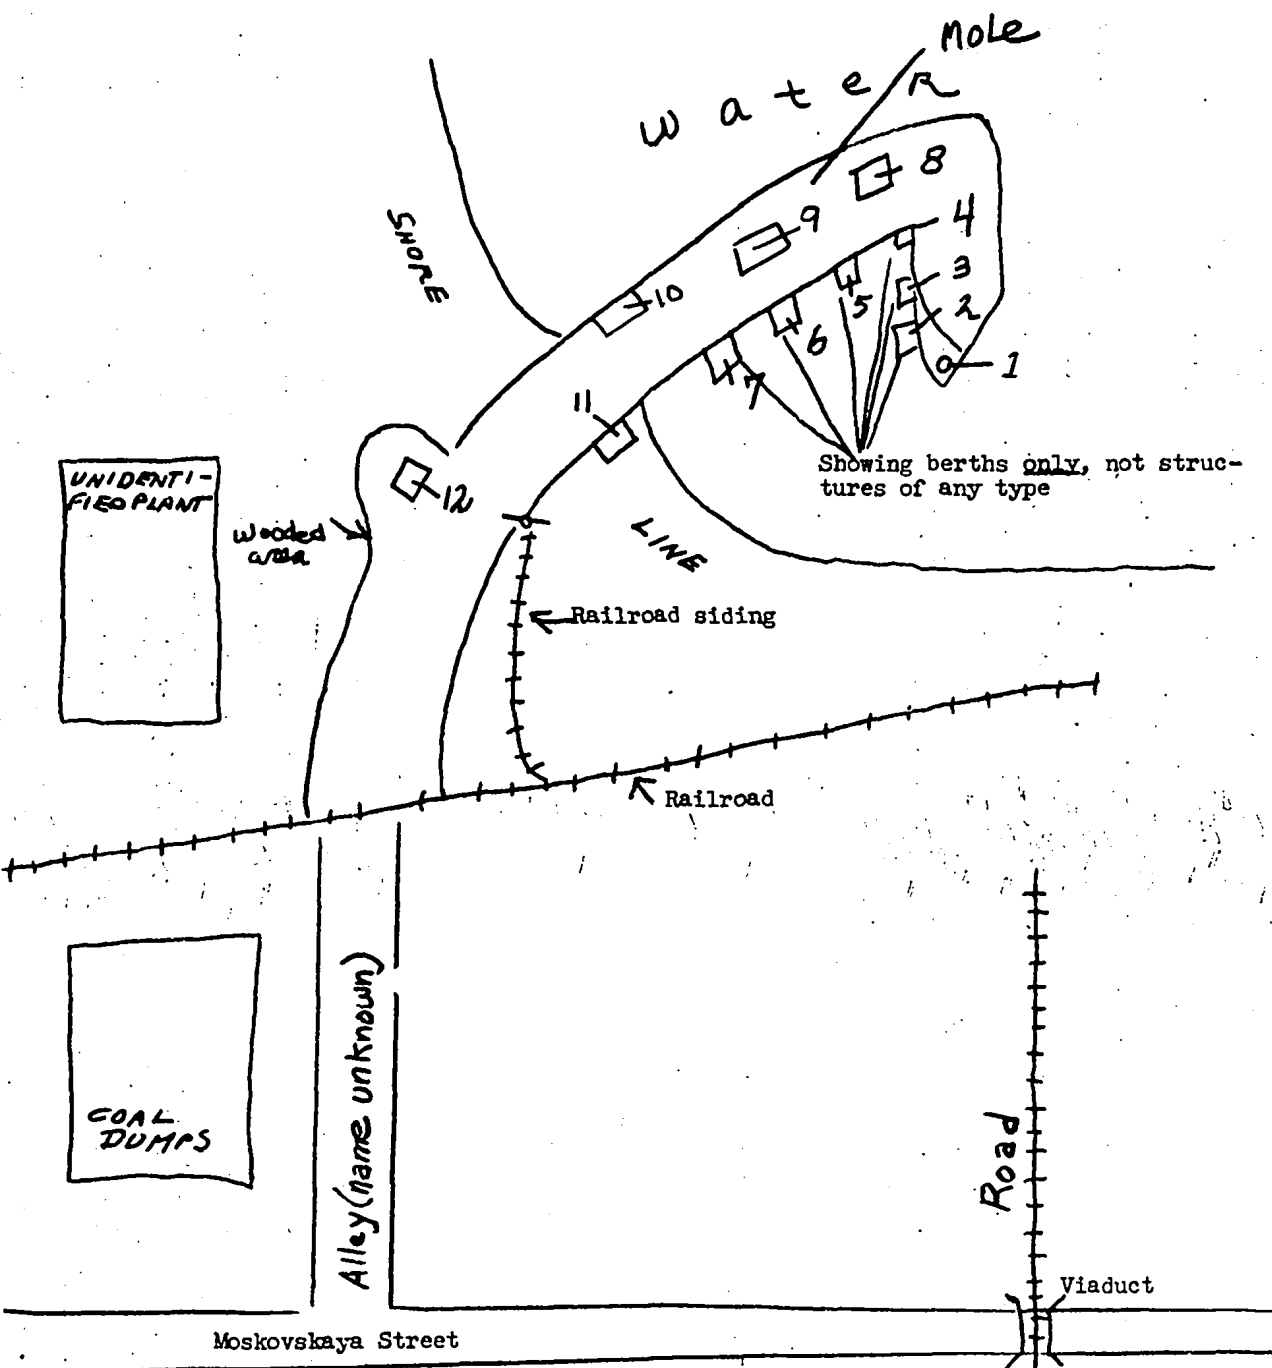 Mole
WateR
8
9
4
SHORE
3
10
5
2
6
1
7
11
Showing berths only, not struc-
tures of any type
UNIDENTI-
FIED PLANT
12
Wooded
area
LINE
Railroad siding
Railroad
Alley (name unknown)
COAL
DUMPS
Road
Viaduct
Moskovskaya Street